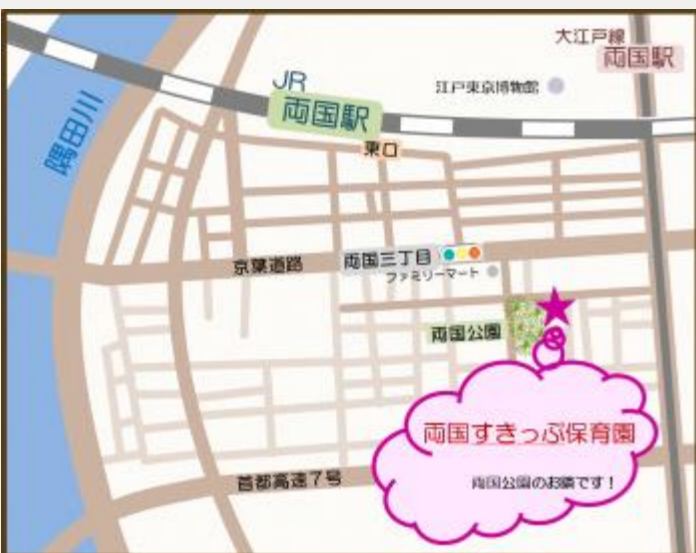 大江戸線
両国駅
江戸東京博物館
JR
両国駅
隅田川
東口
京葉道路
両国三丁目
ファミリーマート
両国公園
両国すきっぷ保育園
首都高速7号
両国公園のお隣です!